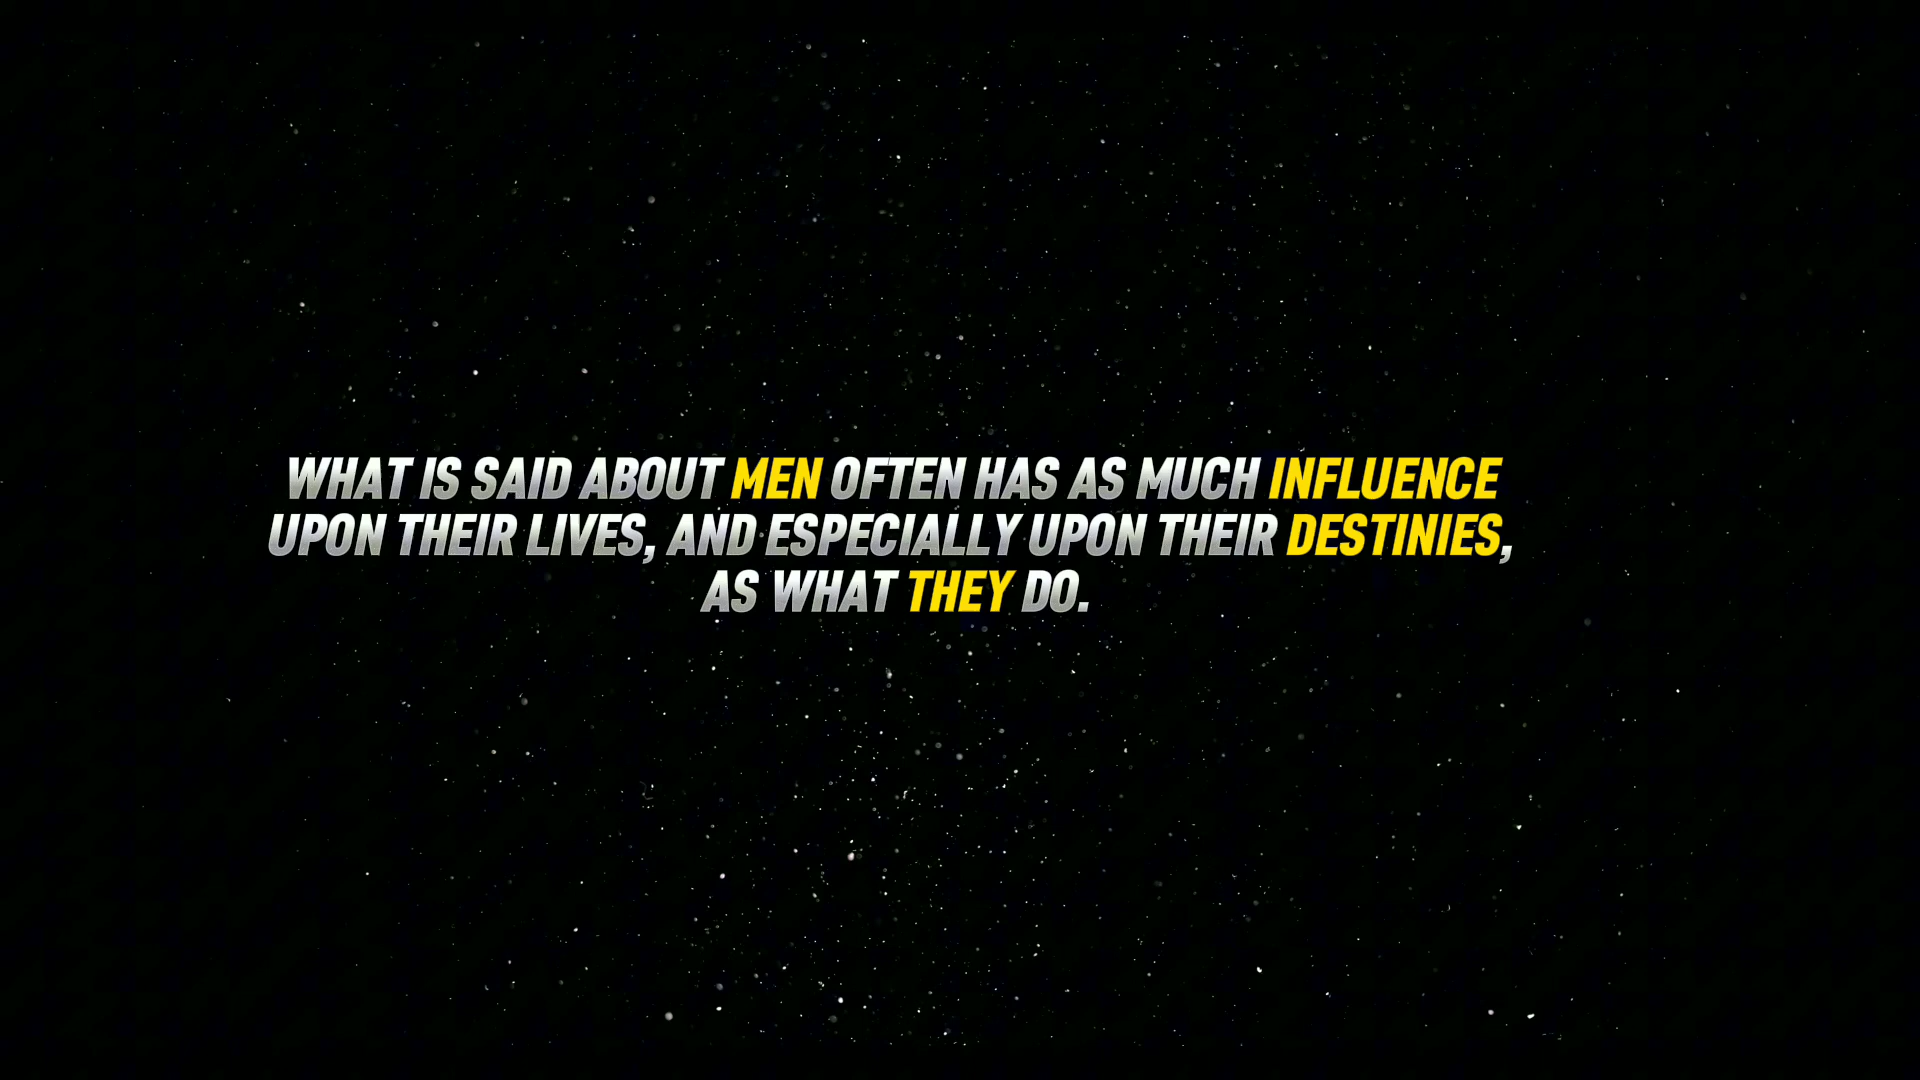 WHAT IS SAID ABOUT MEN OFTEN HAS AS MUCH INFLUENCE
UPON THEIR LIVES, AND ESPECIALLY UPON THEIR DESTINIES,
AS WHAT THEY DO.